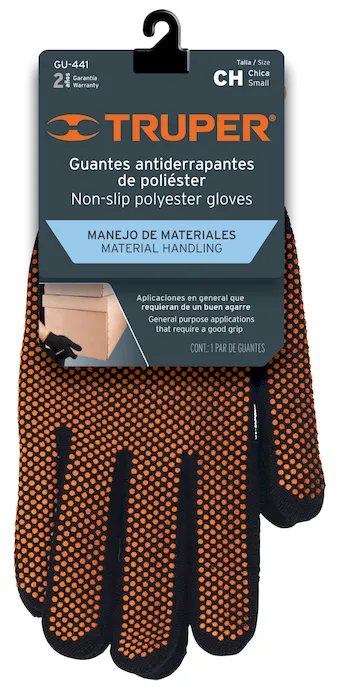 GU-441
2 años Garantía
Warranty
Talla / Size
CH Chica
Small
TRUPER®
Guantes antiderrapantes
de poliéster
Non-slip polyester gloves
MANEJO DE MATERIALES
MATERIAL HANDLING
Aplicaciones en general que
requieran de un buen agarre
General purpose applications
that require a good grip
CONT.: 1 PAR DE GUANTES